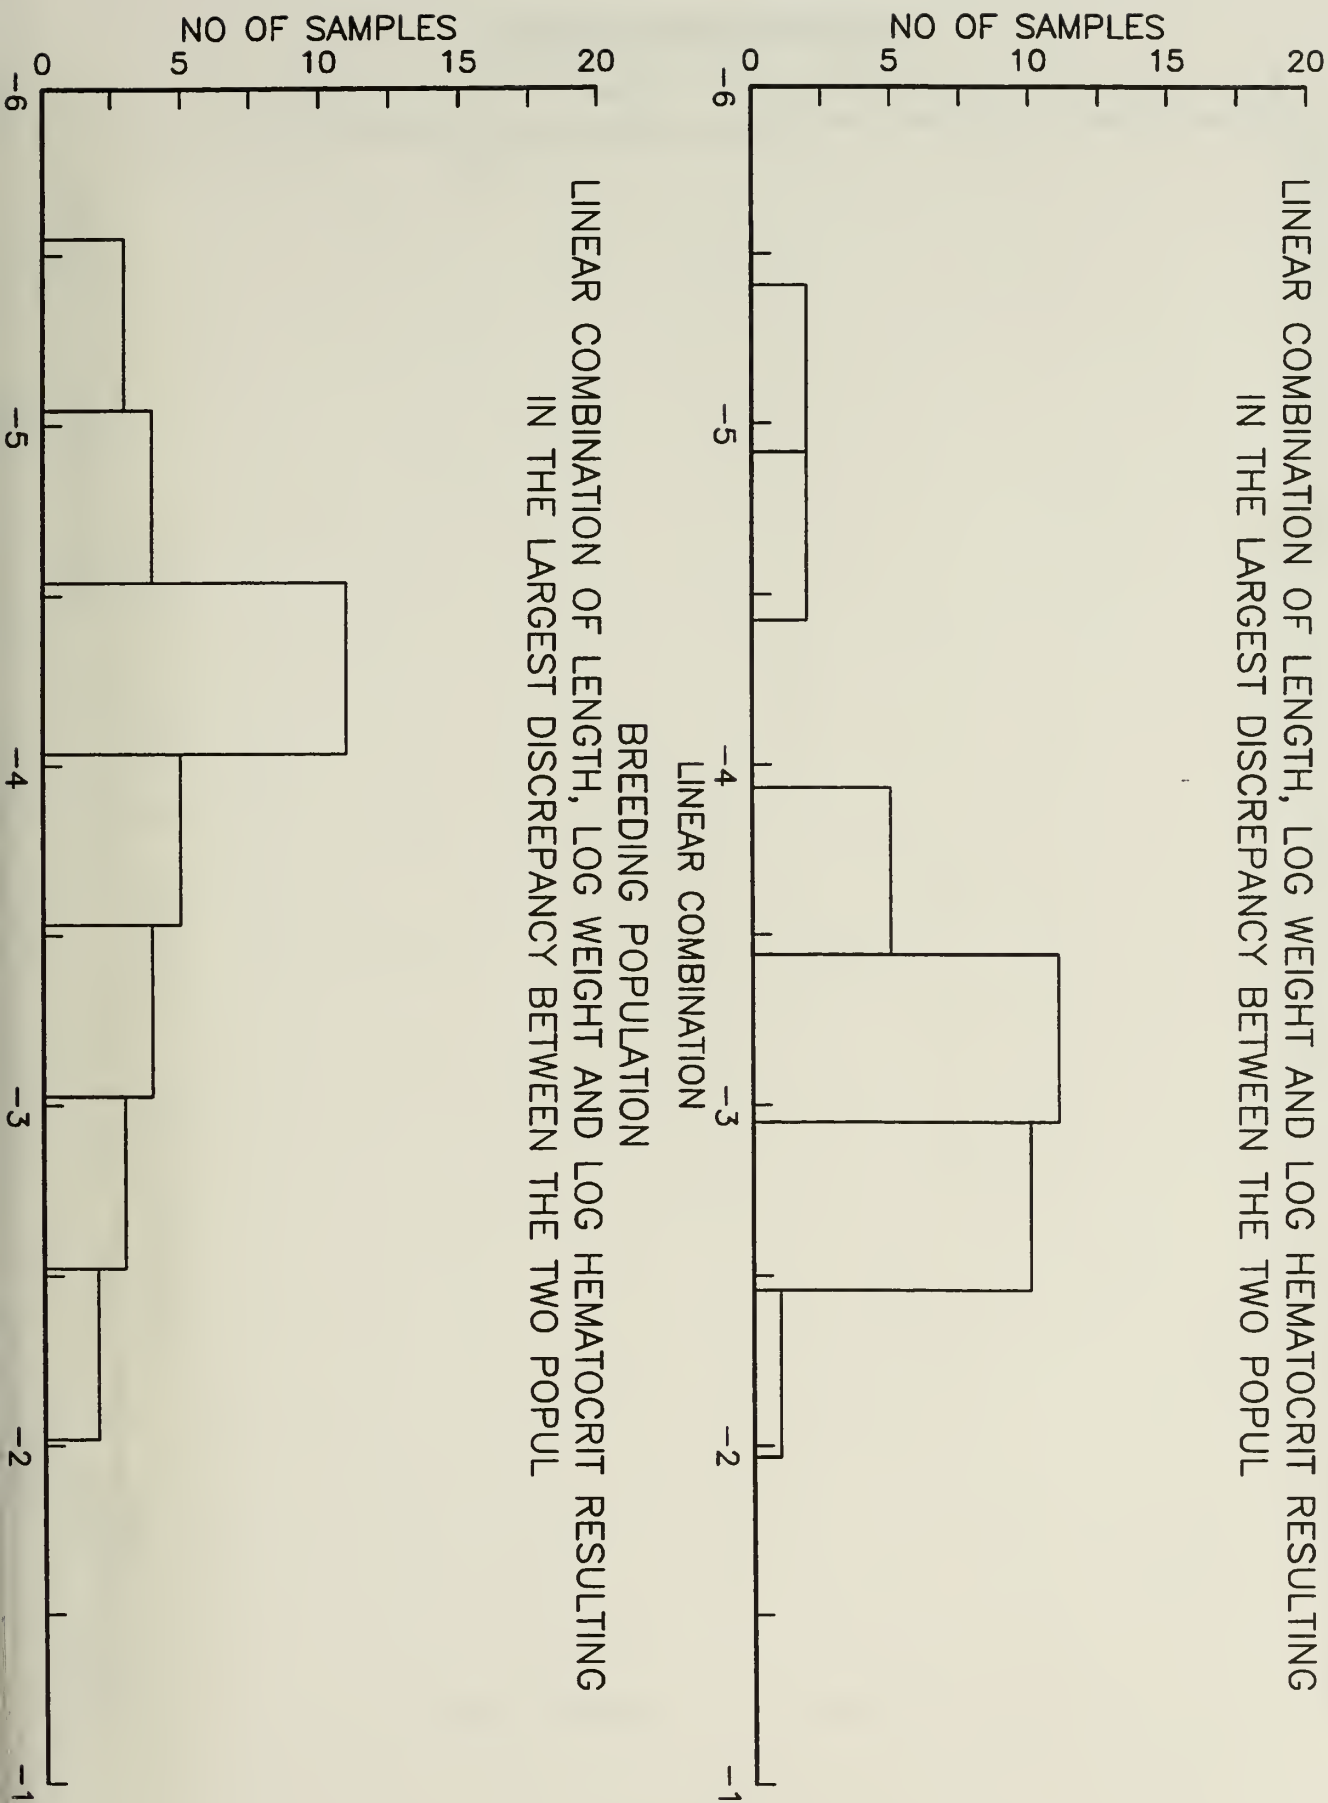 LINEAR COMBINATION OF LENGTH, LOG WEIGHT AND LOG HEMATOCRIT RESULTING
IN THE LARGEST DISCREPANCY BETWEEN THE TWO POPUL
NO OF SAMPLES
0 5 10 15 20
-6 -5 -4 -3 -2 -1
LINEAR COMBINATION
BREEDING POPULATION
LINEAR COMBINATION OF LENGTH, LOG WEIGHT AND LOG HEMATOCRIT RESULTING
IN THE LARGEST DISCREPANCY BETWEEN THE TWO POPUL
NO OF SAMPLES
0 5 10 15 20
-6 -5 -4 -3 -2 -1